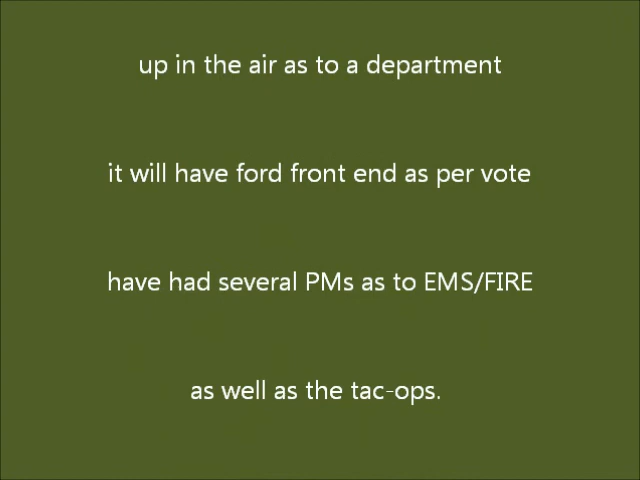 up in the air as to a department
it will have ford front end as per vote
have had several PMs as to EMS/FIRE
as well as the tac-ops.